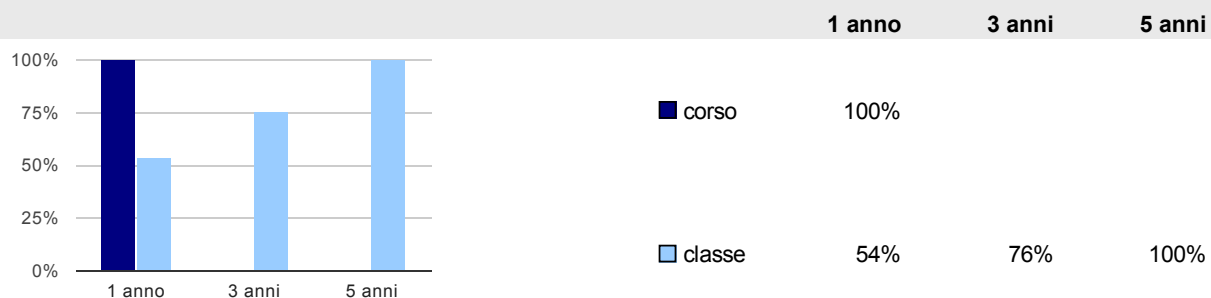 1 anno 3 anni 5 anni
100%
75%
50%
25%
0%
1 anno 3 anni 5 anni
corso 100%
classe 54% 76% 100%